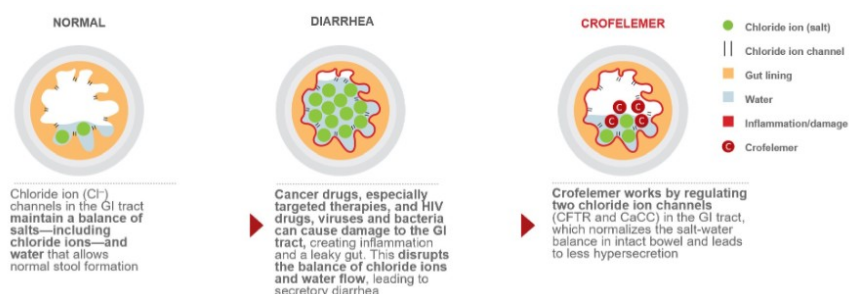 NORMAL
DIARRHEA
CROFELEMER
Chloride ion (salt)
Chloride ion channel
Gut lining
Water
Inflammation/damage
C Crofelemer
C
C
C
C
Chloride ion (Cl–)
channels in the GI tract
maintain a balance of
salts—including
chloride ions—and
water that allows
normal stool formation
Cancer drugs, especially
targeted therapies, and HIV
drugs, viruses and bacteria
can cause damage to the GI
tract, creating inflammation
and a leaky gut. This disrupts
the balance of chloride ions
and water flow, leading to
secretory diarrhea
Crofelemer works by regulating
two chloride ion channels
(CFTR and CaCC) in the GI tract,
which normalizes the salt-water
balance in intact bowel and leads
to less hypersecretion